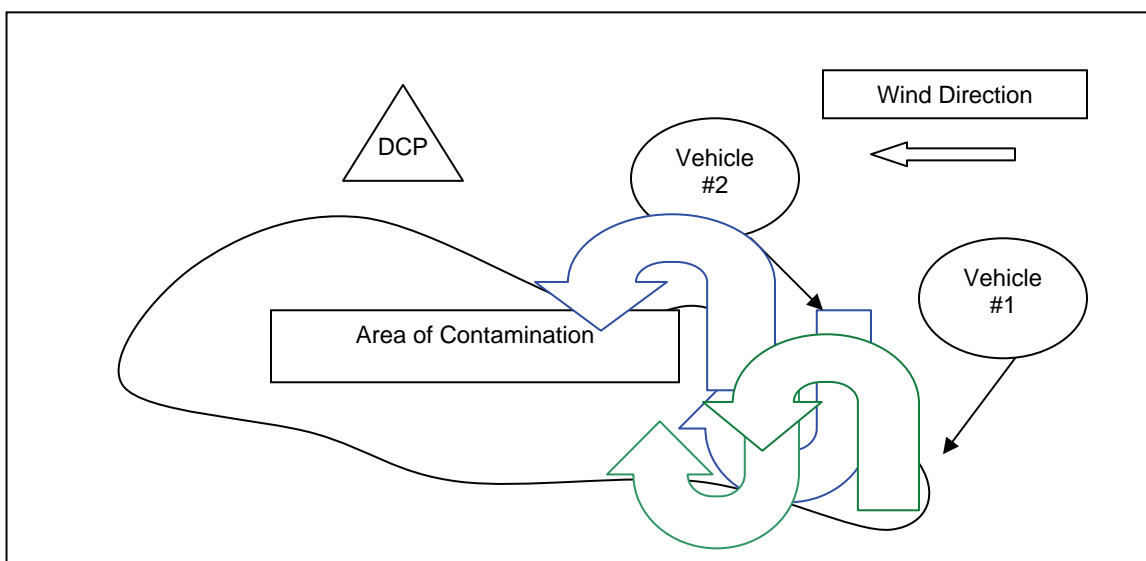 Wind Direction
DCP
Vehicle
#2
Vehicle
#1
Area of Contamination